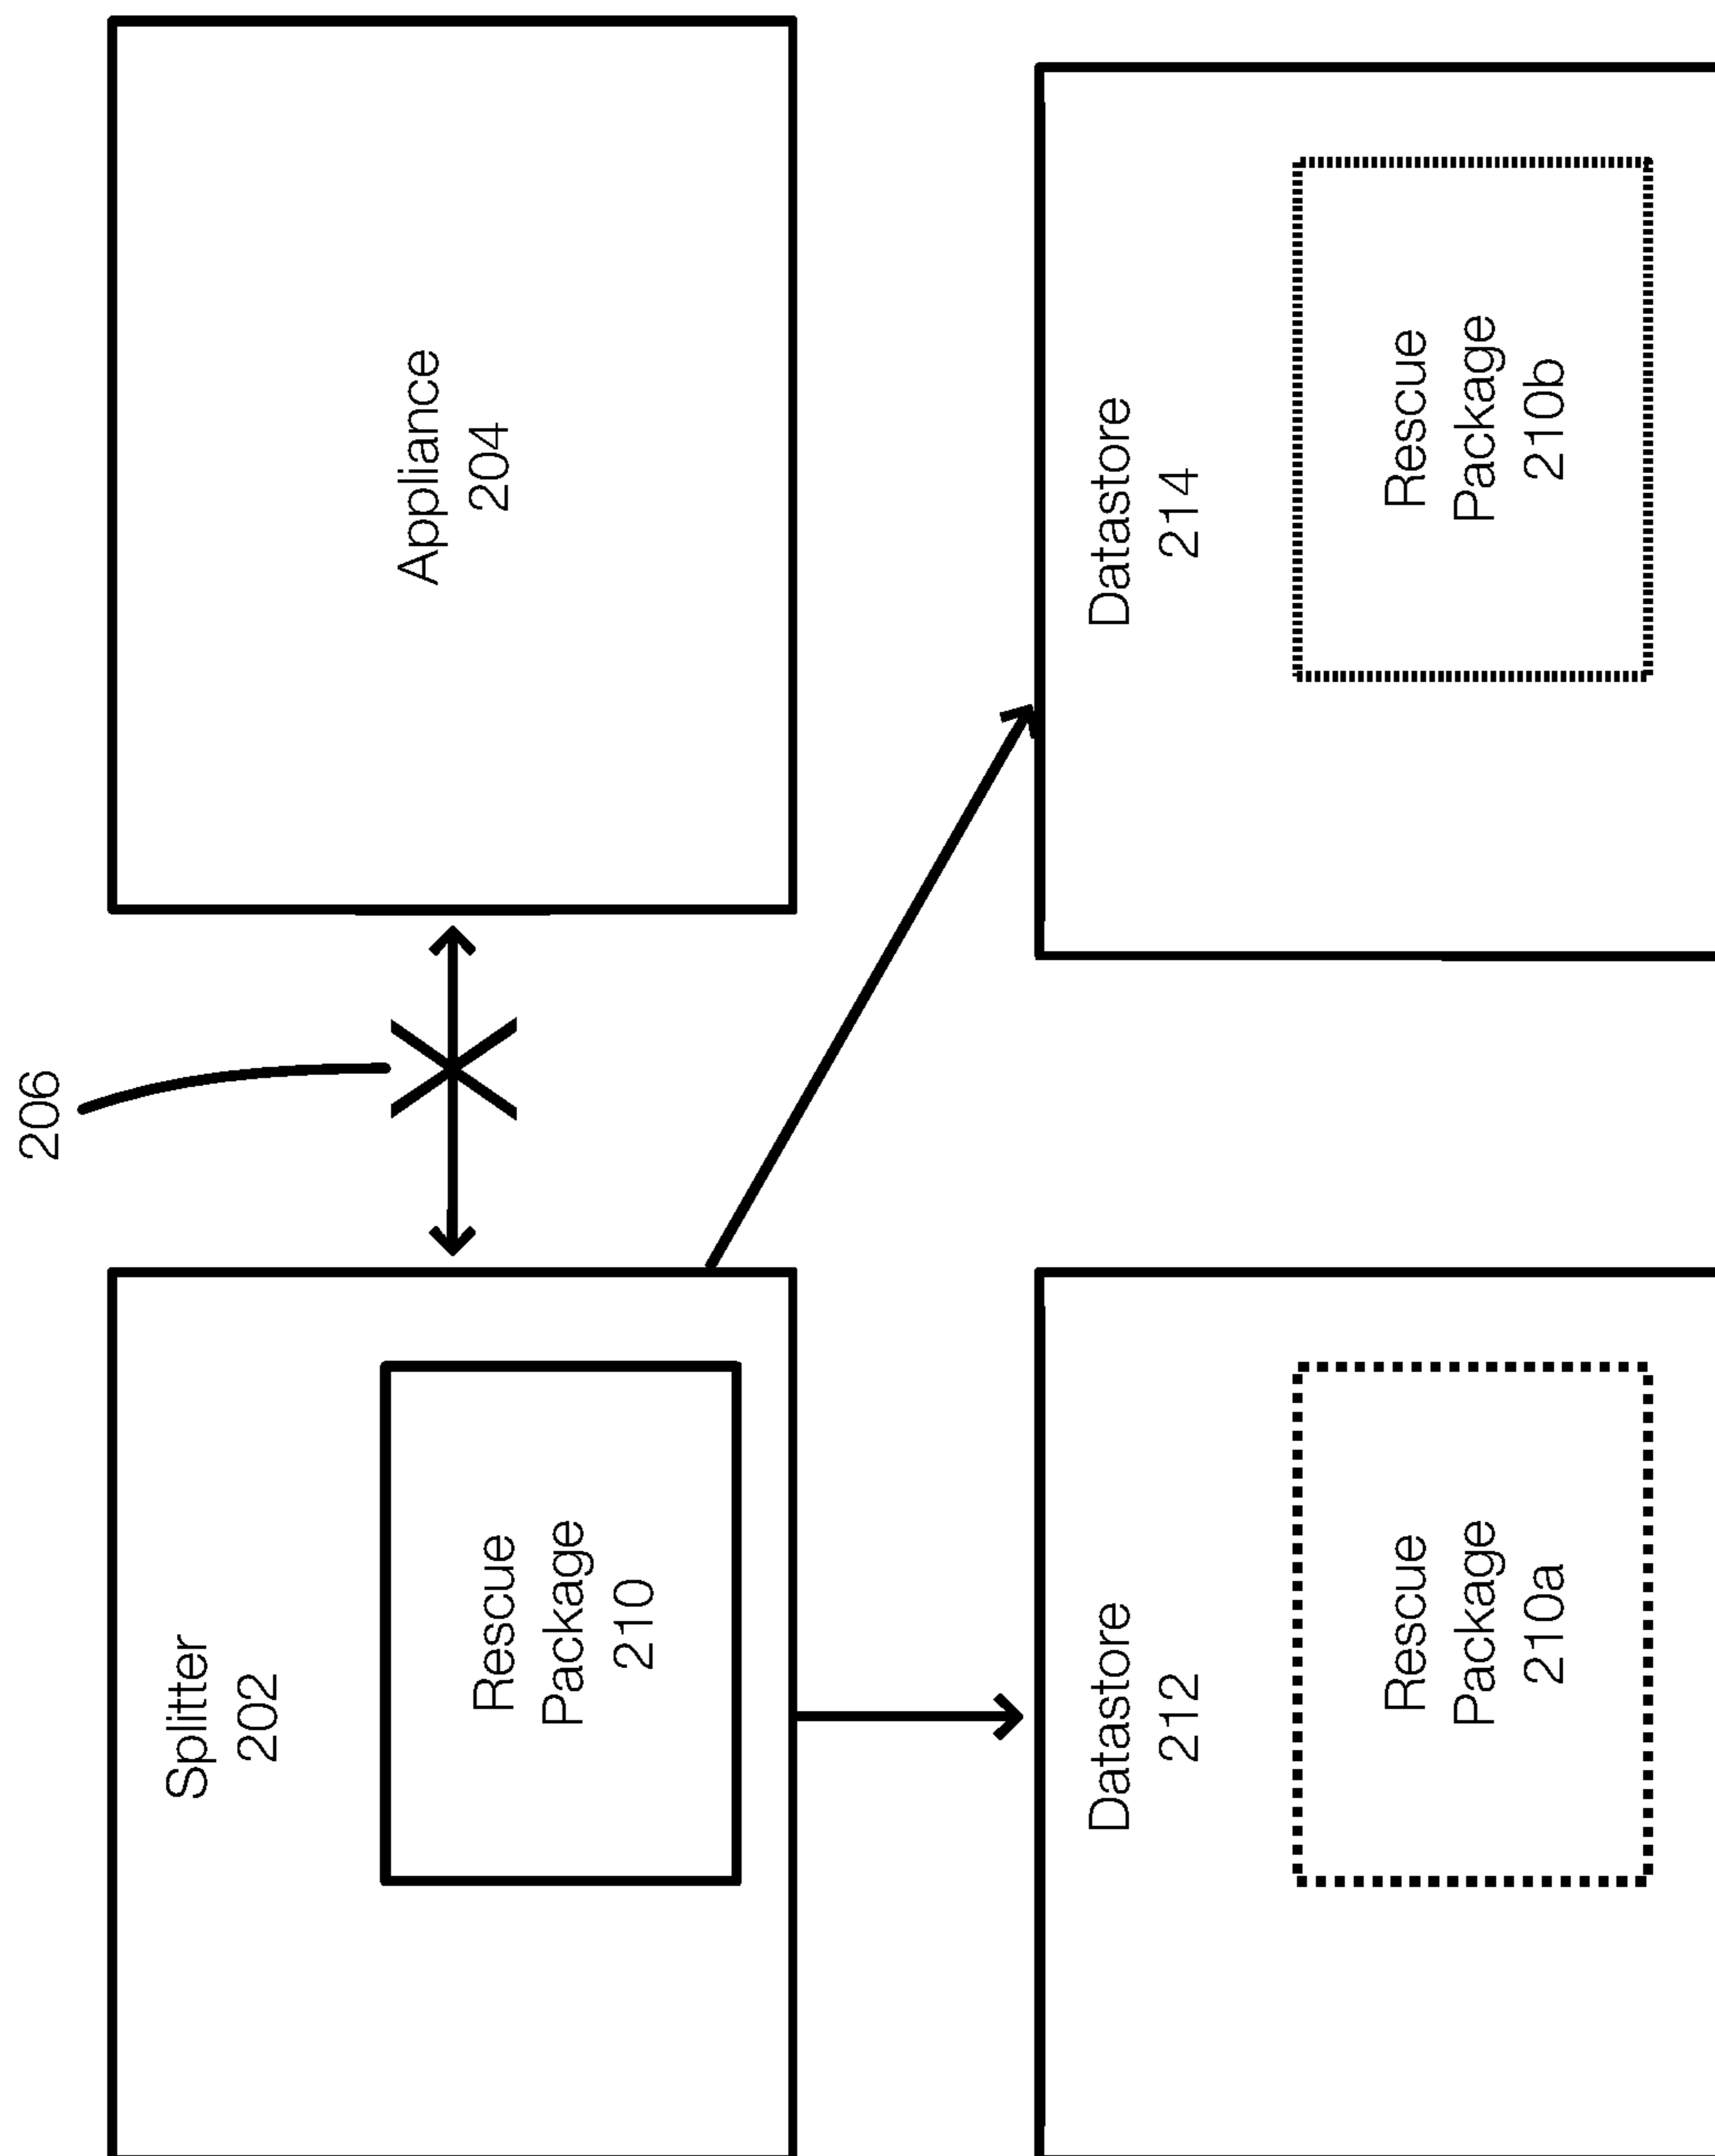 206
Splitter
202
Rescue
Package
210
Appliance
204
Datastore
212
Rescue
Package
210a
Datastore
214
Rescue
Package
210b